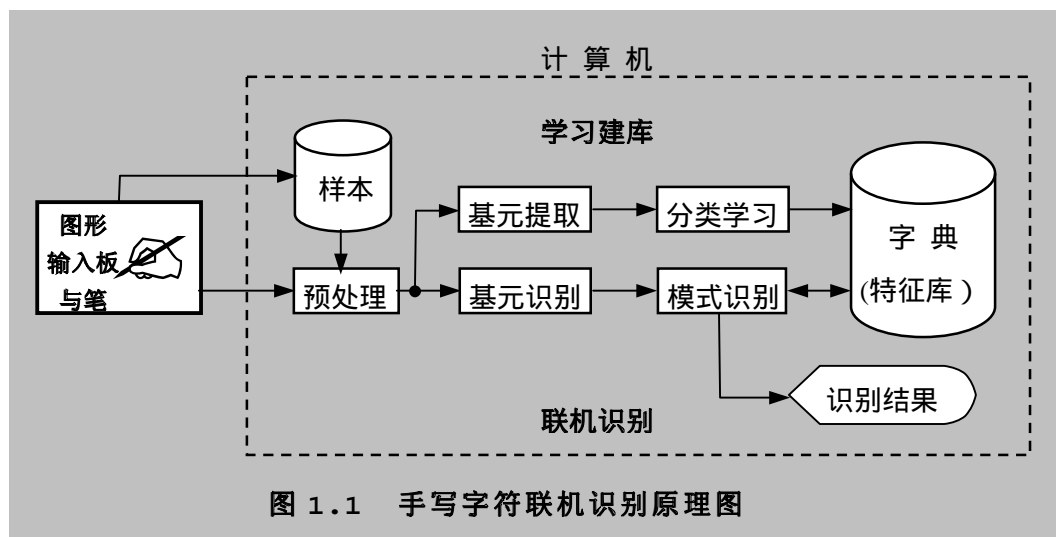 计 算 机
学习建库
样本
图形
输入板
与笔
基元提取
分类学习
字 典
(特征库）
预处理
基元识别
模式识别
识别结果
联机识别
图 1.1 手写字符联机识别原理图